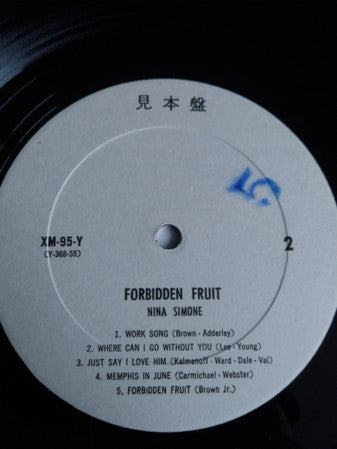 見本盤
5.
XM-95-Y
(Y-368-55)
2
FORBIDDEN FRUIT
NINA SIMONE
1. WORK SONG (Brown - Adderley)
2. WHERE CAN I GO WITHOUT YOU (Lee - Young)
3. JUST SAY I LOVE HIM (Kalmenoff - Ward - Dale - Val)
4. MEMPHIS IN JUNE (Carmichael - Webster)
5. FORBIDDEN FRUIT (Brown Jr.)